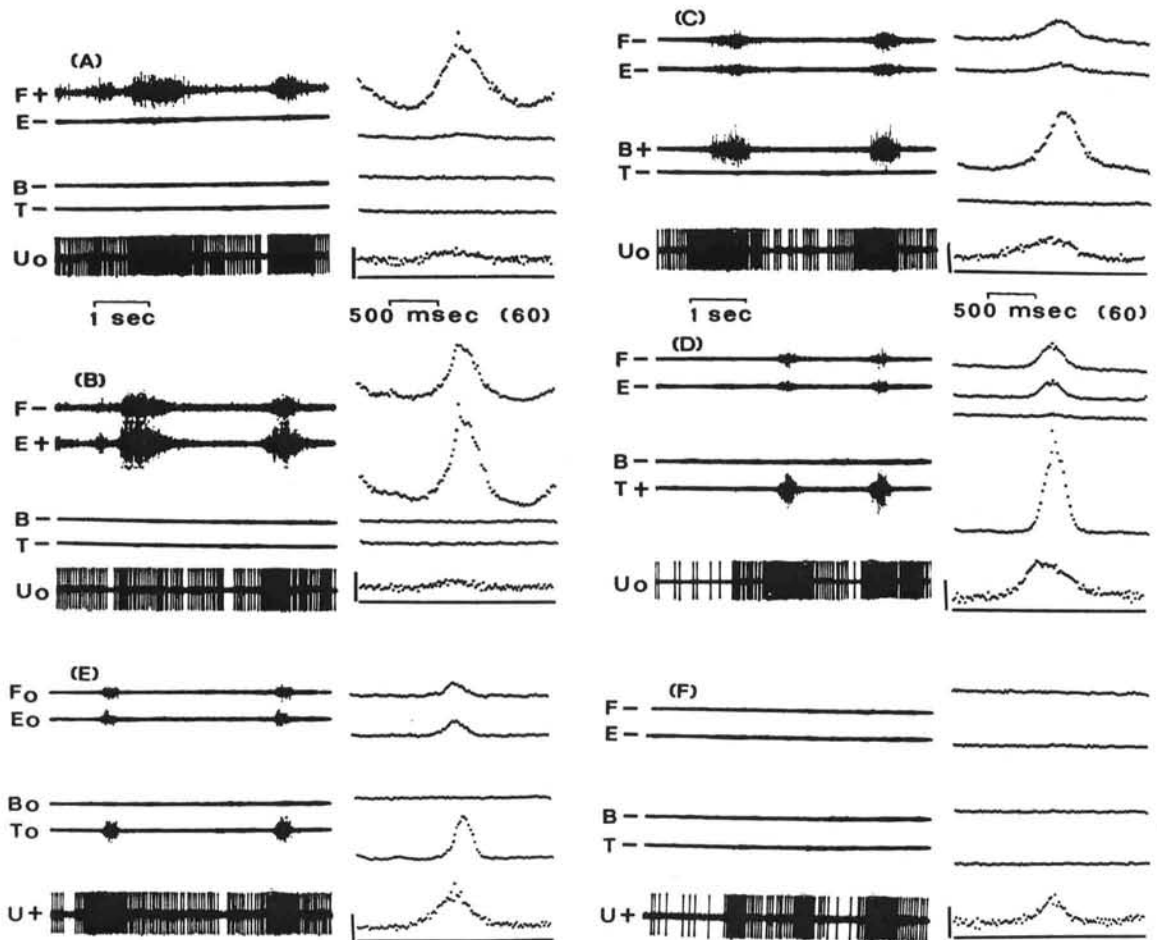 (A)
F+
E−
B−
T−
Uo
1 sec
500 msec (60)
(B)
F−
E+
B−
T−
Uo
(E)
Fo
Eo
Bo
To
U+
(C)
F−
E−
B+
T−
Uo
1 sec
500 msec (60)
(D)
F−
E−
B−
T+
Uo
(F)
F−
E−
B−
T−
U+